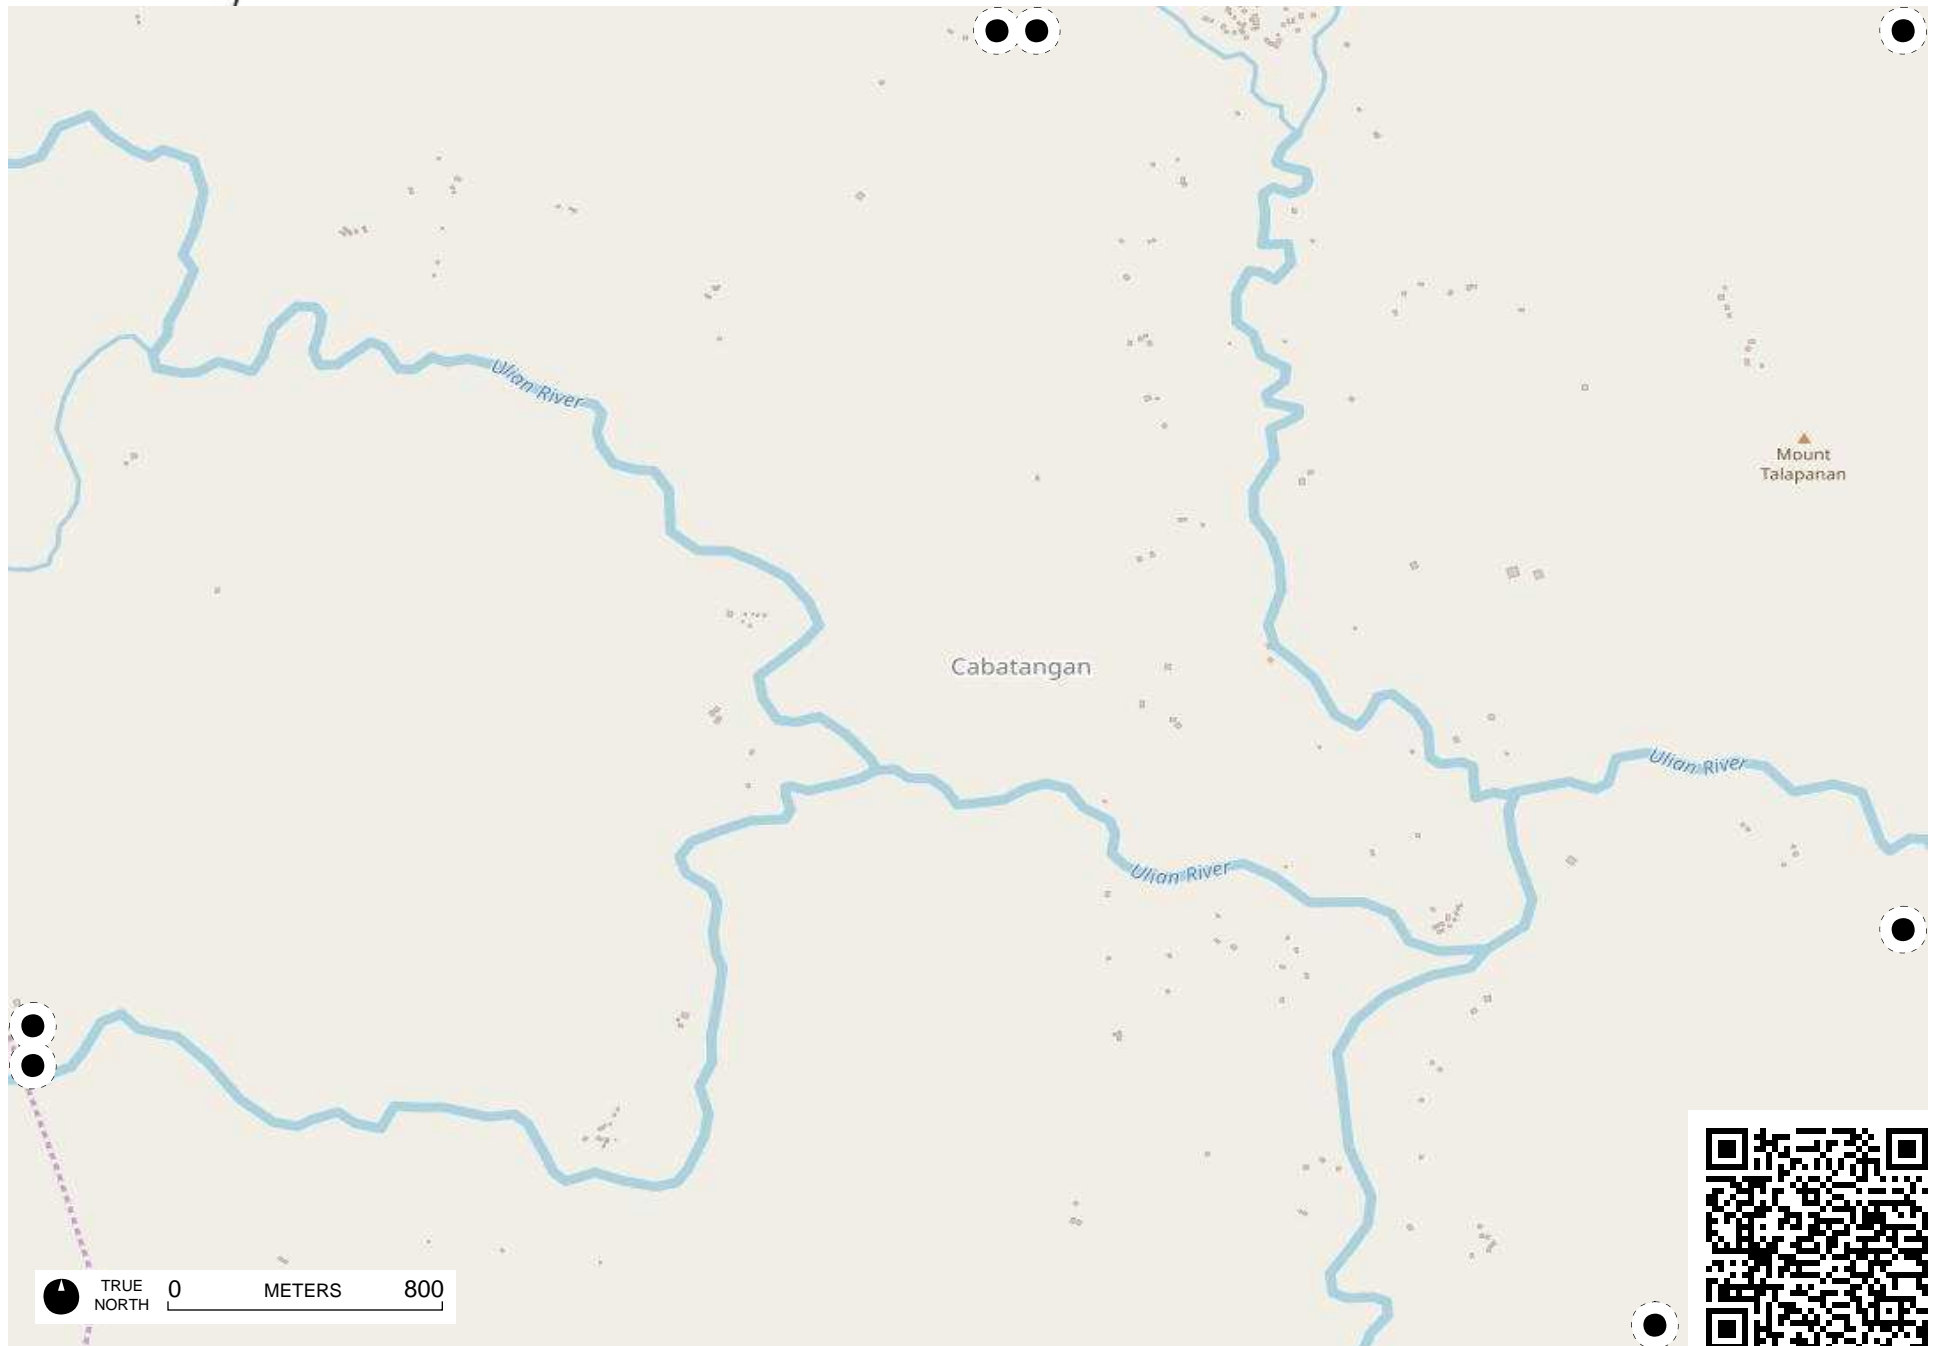 Ulian River
Mount
Talapanan
Cabatangan
Ulian River
Ulian River
TRUE
NORTH
0 METERS 800